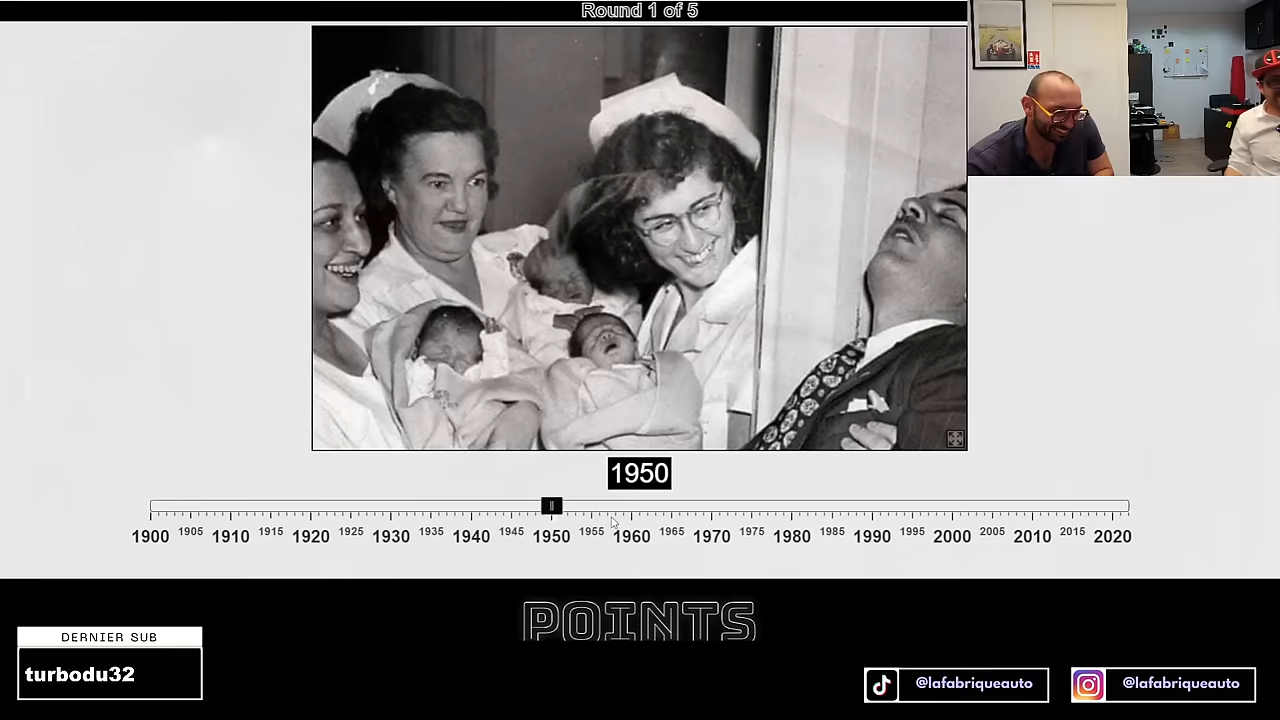 Round 1 of 5
1950
1900 1905 1910 1915 1920 1925 1930 1935 1940 1945 1950 1955 1960 1965 1970 1975 1980 1985 1990 1995 2000 2005 2010 2015 2020
POINTS
DERNIER SUB
turbodu32
@lafabriqueauto
@lafabriqueauto